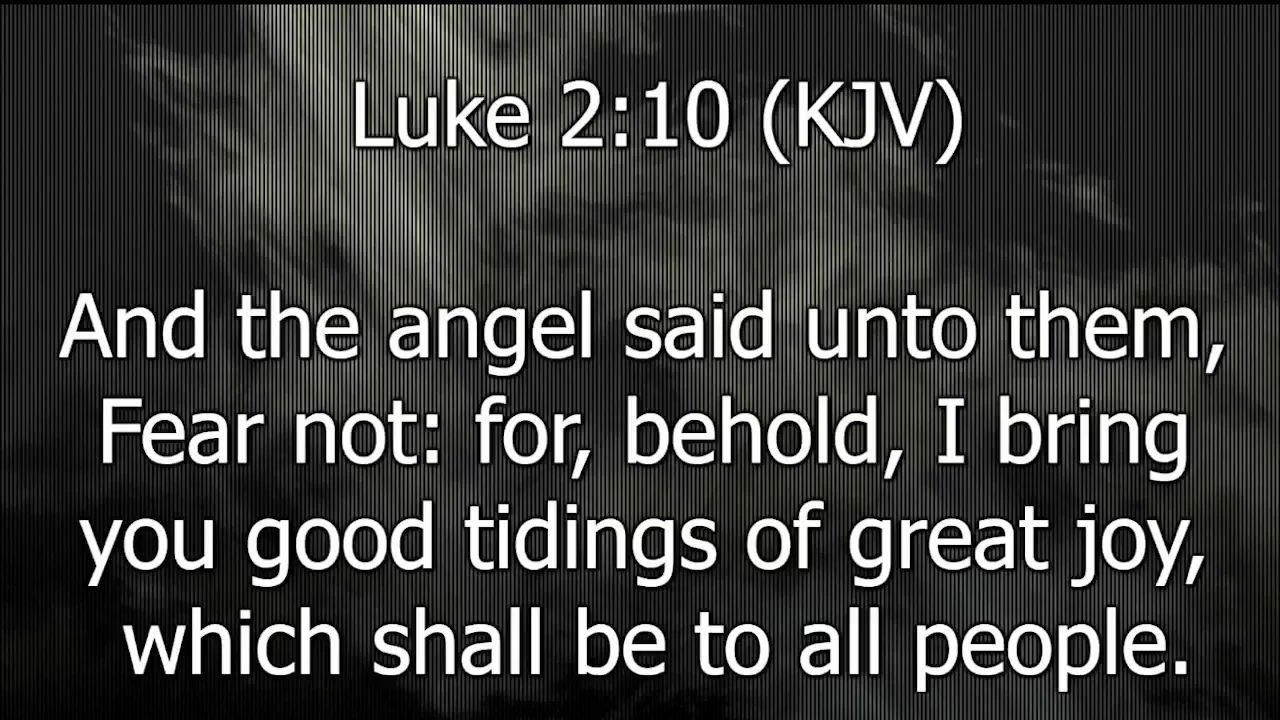 Luke 2:10 (KJV)
And the angel said unto them,
Fear not: for, behold, I bring
you good tidings of great joy,
which shall be to all people.